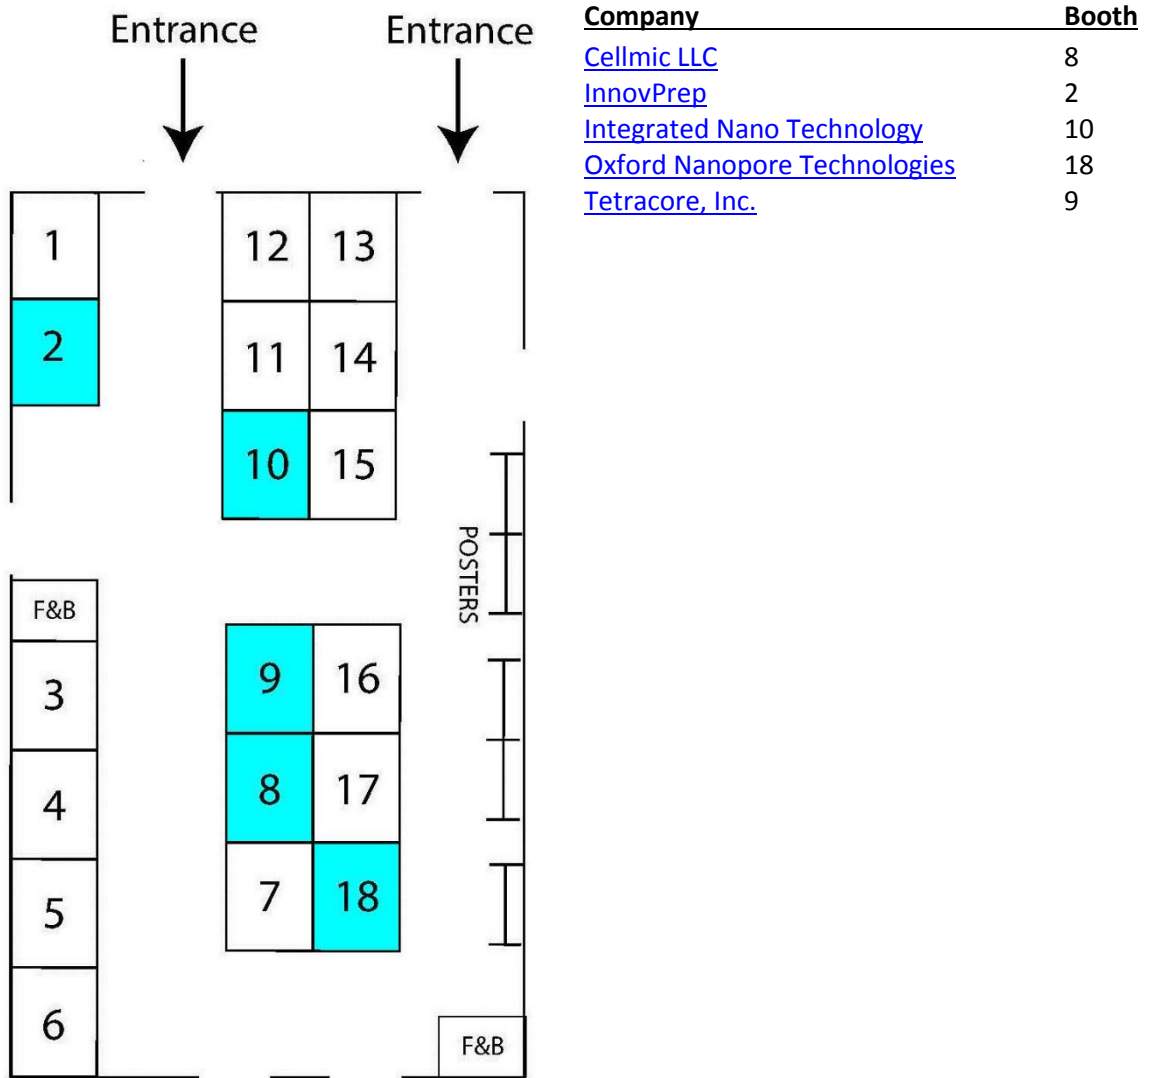 Entrance Entrance
1 12 13
2 11 14
10 15
POSTERS
F&B
3 9 16
4 8 17
5 7 18
6 F&B
Company Booth
Cellmic LLC 8
InnovPrep 2
Integrated Nano Technology 10
Oxford Nanopore Technologies 18
Tetracore, Inc. 9